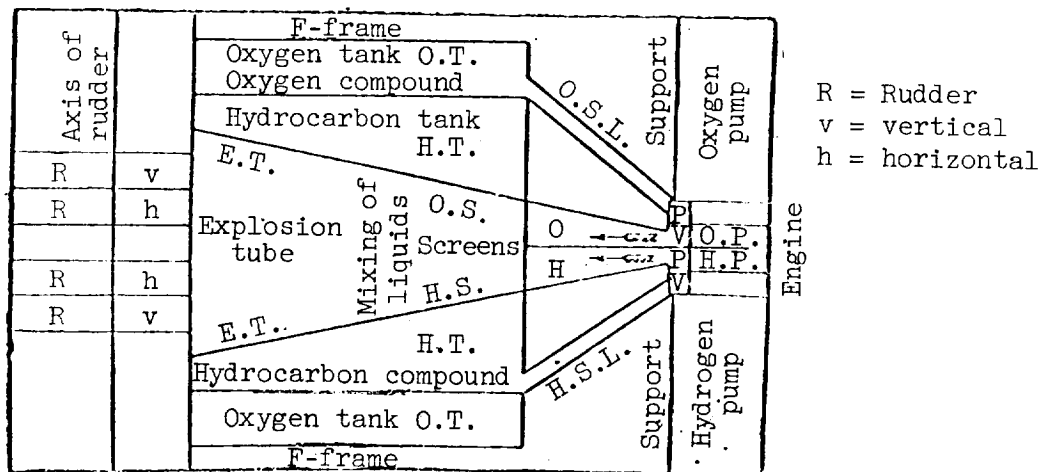 F-frame
Oxygen tank O.T.
Oxygen compound
Hydrocarbon tank
H.T.
E.T.
Axis of
rudder
R v
R h
R h
R v
Explosion
tube
Mixing of
liquids
O.S.
Screens
H.S.
O
H
E.T.
H.T.
Hydrocarbon compound
Oxygen tank O.T.
F-frame
O.S.L.
H.S.L.
Support
Support
P
V
P
V
O.P.
H.P.
Oxygen
pump
Hydrogen
pump
Engine
R = Rudder
v = vertical
h = horizontal